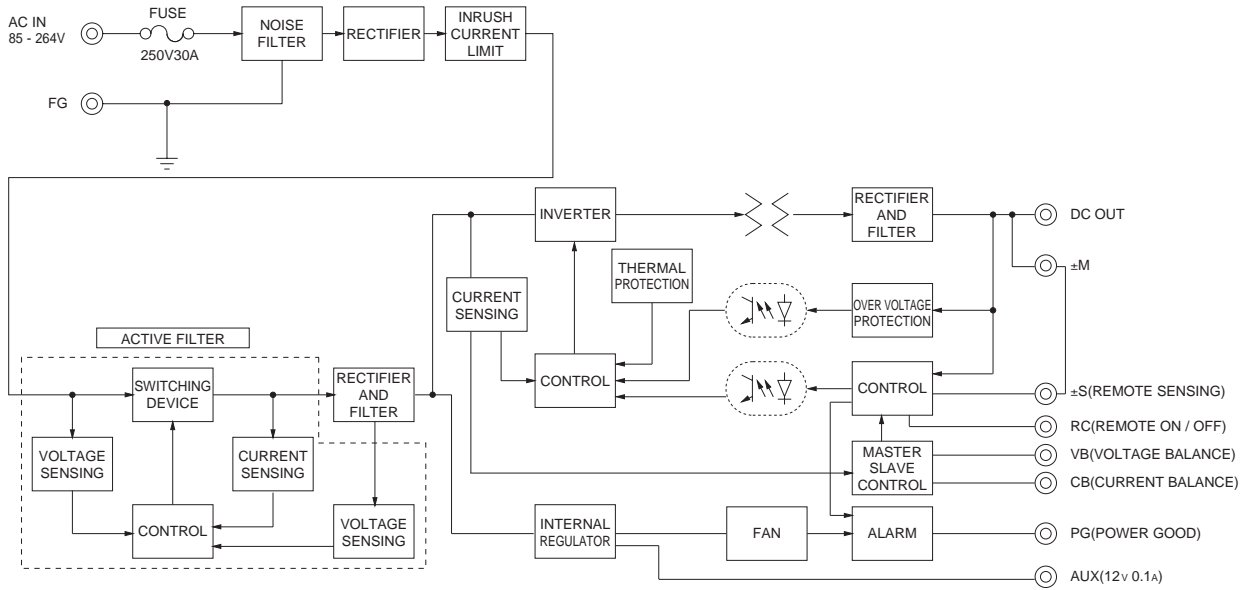 AC IN
85 - 264V
FUSE
250V30A
NOISE
FILTER
RECTIFIER
INRUSH
CURRENT
LIMIT
FG
INVERTER
RECTIFIER
AND
FILTER
DC OUT
±M
THERMAL
PROTECTION
CURRENT
SENSING
OVER VOLTAGE
PROTECTION
ACTIVE FILTER
SWITCHING
DEVICE
RECTIFIER
AND
FILTER
CONTROL
CONTROL
±S(REMOTE SENSING)
RC(REMOTE ON / OFF)
VOLTAGE
SENSING
CURRENT
SENSING
MASTER
SLAVE
CONTROL
VB(VOLTAGE BALANCE)
CB(CURRENT BALANCE)
CONTROL
VOLTAGE
SENSING
INTERNAL
REGULATOR
FAN
ALARM
PG(POWER GOOD)
AUX(12V 0.1A)